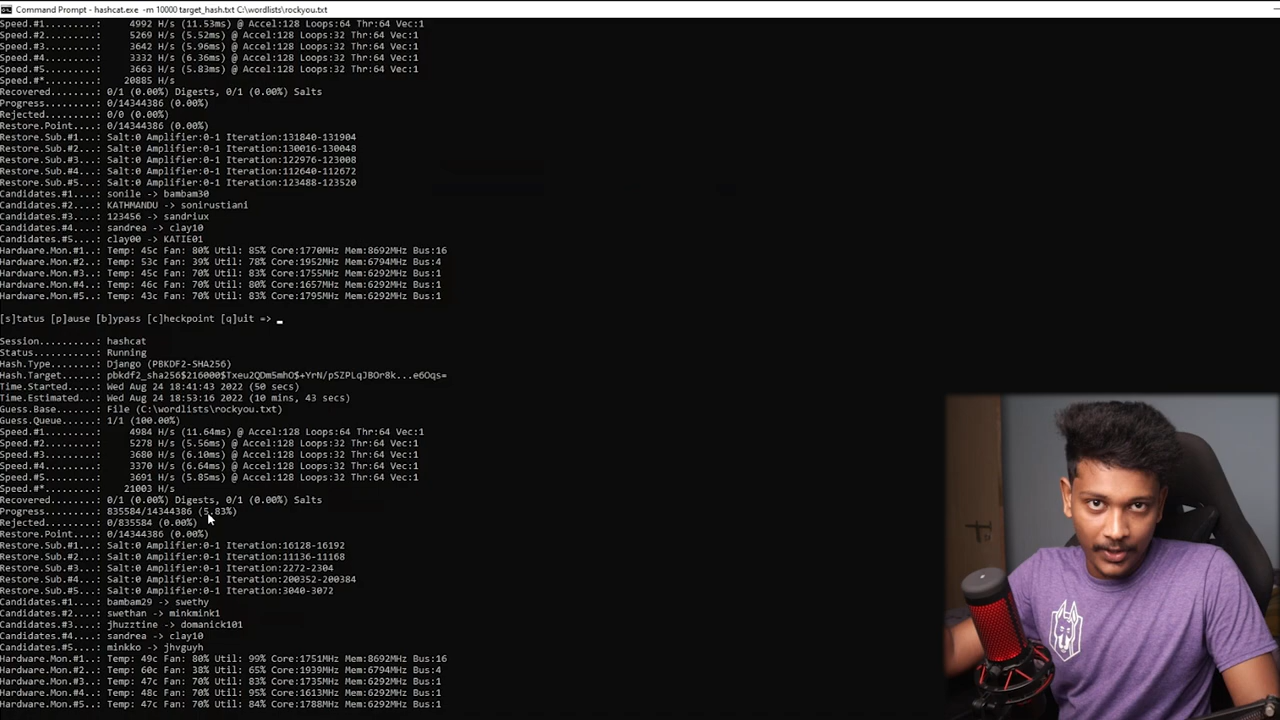 Command Prompt - hashcat.exe  -m 10000 target_hash.txt C:\wordlists\rockyou.txt
Speed.#1.........:     4992 H/s (11.53ms) @ Accel:128 Loops:64 Thr:64 Vec:1
Speed.#2.........:     5269 H/s (5.52ms) @ Accel:128 Loops:32 Thr:64 Vec:1
Speed.#3.........:     3642 H/s (5.96ms) @ Accel:128 Loops:32 Thr:64 Vec:1
Speed.#4.........:     3332 H/s (6.36ms) @ Accel:128 Loops:32 Thr:64 Vec:1
Speed.#5.........:     3663 H/s (5.83ms) @ Accel:128 Loops:32 Thr:64 Vec:1
Speed.#*.........:    20885 H/s
Recovered........: 0/1 (0.00%) Digests, 0/1 (0.00%) Salts
Progress.........: 0/14344386 (0.00%)
Rejected.........: 0/0 (0.00%)
Restore.Point....: 0/14344386 (0.00%)
Restore.Sub.#1...: Salt:0 Amplifier:0-1 Iteration:131840-131904
Restore.Sub.#2...: Salt:0 Amplifier:0-1 Iteration:130016-130048
Restore.Sub.#3...: Salt:0 Amplifier:0-1 Iteration:122976-123008
Restore.Sub.#4...: Salt:0 Amplifier:0-1 Iteration:112640-112672
Restore.Sub.#5...: Salt:0 Amplifier:0-1 Iteration:123488-123520
Candidates.#1....: sonile -> bambam30
Candidates.#2....: KATHMANDU -> sonirustiani
Candidates.#3....: 123456 -> sandriux
Candidates.#4....: sandrea -> clay10
Candidates.#5....: clay00 -> KATIE01
Hardware.Mon.#1..: Temp: 45c Fan: 80% Util: 85% Core:1770MHz Mem:8692MHz Bus:16
Hardware.Mon.#2..: Temp: 53c Fan: 39% Util: 78% Core:1952MHz Mem:6794MHz Bus:4
Hardware.Mon.#3..: Temp: 45c Fan: 70% Util: 83% Core:1755MHz Mem:6292MHz Bus:1
Hardware.Mon.#4..: Temp: 46c Fan: 70% Util: 80% Core:1657MHz Mem:6292MHz Bus:1
Hardware.Mon.#5..: Temp: 43c Fan: 70% Util: 83% Core:1795MHz Mem:6292MHz Bus:1
[s]tatus [p]ause [b]ypass [c]heckpoint [q]uit => _
Session..........: hashcat
Status...........: Running
Hash.Type........: Django (PBKDF2-SHA256)
Hash.Target......: pbkdf2_sha256$216000$Txeu2QDm5mhO$+YrN/pSZPLqJBOr8k...e6Oqs=
Time.Started.....: Wed Aug 24 18:41:43 2022 (50 secs)
Time.Estimated...: Wed Aug 24 18:53:16 2022 (10 mins, 43 secs)
Guess.Base.......: File (C:\wordlists\rockyou.txt)
Guess.Queue......: 1/1 (100.00%)
Speed.#1.........:     4984 H/s (11.64ms) @ Accel:128 Loops:64 Thr:64 Vec:1
Speed.#2.........:     5278 H/s (5.56ms) @ Accel:128 Loops:32 Thr:64 Vec:1
Speed.#3.........:     3680 H/s (6.10ms) @ Accel:128 Loops:32 Thr:64 Vec:1
Speed.#4.........:     3370 H/s (6.64ms) @ Accel:128 Loops:32 Thr:64 Vec:1
Speed.#5.........:     3691 H/s (5.85ms) @ Accel:128 Loops:32 Thr:64 Vec:1
Speed.#*.........:    21003 H/s
Recovered........: 0/1 (0.00%) Digests, 0/1 (0.00%) Salts
Progress.........: 835584/14344386 (5.83%)
Rejected.........: 0/835584 (0.00%)
Restore.Point....: 0/14344386 (0.00%)
Restore.Sub.#1...: Salt:0 Amplifier:0-1 Iteration:16128-16192
Restore.Sub.#2...: Salt:0 Amplifier:0-1 Iteration:11136-11168
Restore.Sub.#3...: Salt:0 Amplifier:0-1 Iteration:2272-2304
Restore.Sub.#4...: Salt:0 Amplifier:0-1 Iteration:200352-200384
Restore.Sub.#5...: Salt:0 Amplifier:0-1 Iteration:3040-3072
Candidates.#1....: bambam29 -> swethy
Candidates.#2....: swethan -> minkmink1
Candidates.#3....: jhuzztine -> domanick101
Candidates.#4....: sandrea -> clay10
Candidates.#5....: minkko -> jhvguyh
Hardware.Mon.#1..: Temp: 49c Fan: 80% Util: 99% Core:1751MHz Mem:8692MHz Bus:16
Hardware.Mon.#2..: Temp: 60c Fan: 38% Util: 65% Core:1939MHz Mem:6794MHz Bus:4
Hardware.Mon.#3..: Temp: 47c Fan: 70% Util: 83% Core:1735MHz Mem:6292MHz Bus:1
Hardware.Mon.#4..: Temp: 48c Fan: 70% Util: 95% Core:1613MHz Mem:6292MHz Bus:1
Hardware.Mon.#5..: Temp: 47c Fan: 70% Util: 84% Core:1788MHz Mem:6292MHz Bus:1